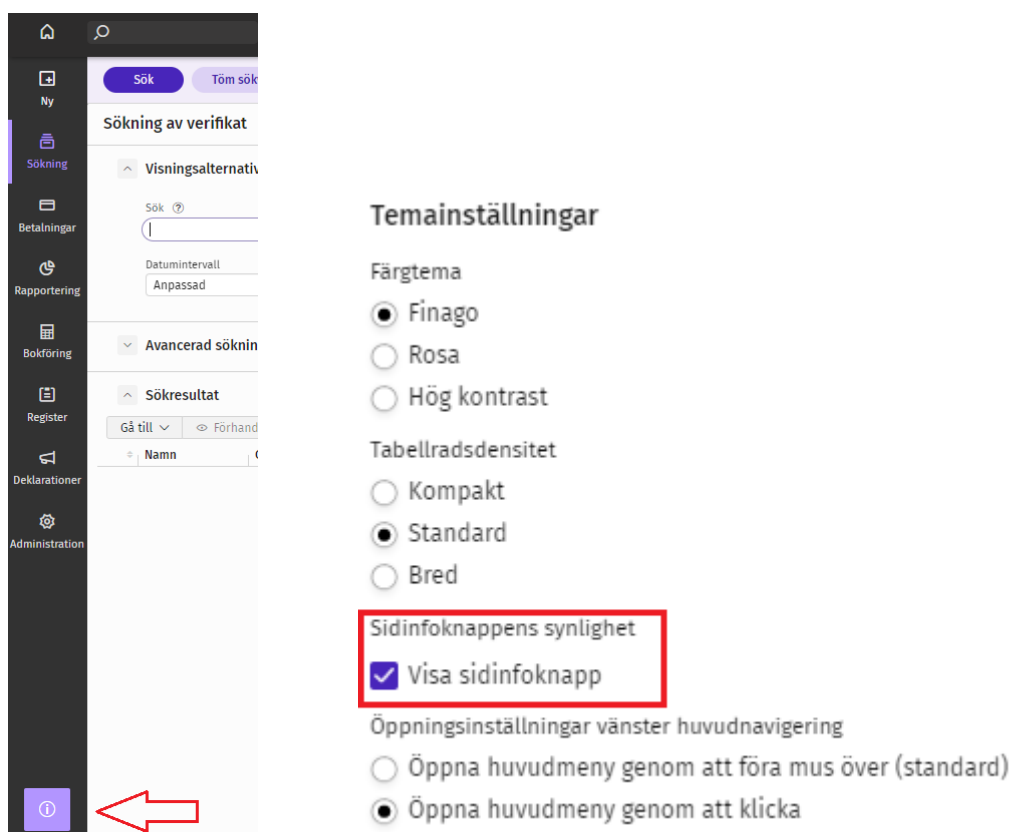 Ny
Sökning
Betalningar
Rapportering
Bokföring
Register
Deklarationer
Administration
Sök
Töm sök
Sökning av verifikat
Visningsalternativ
Sök
Datumintervall
Anpassad
Avancerad söknin
Sökresultat
Gå till
Förhand
Namn
Temainställningar
Färgtema
Finago
Rosa
Hög kontrast
Tabellradsdensitet
Kompakt
Standard
Bred
Sidinfoknappens synlighet
Visa sidinfoknapp
Öppningsinställningar vänster huvudnavigering
Öppna huvudmeny genom att föra mus över (standard)
Öppna huvudmeny genom att klicka